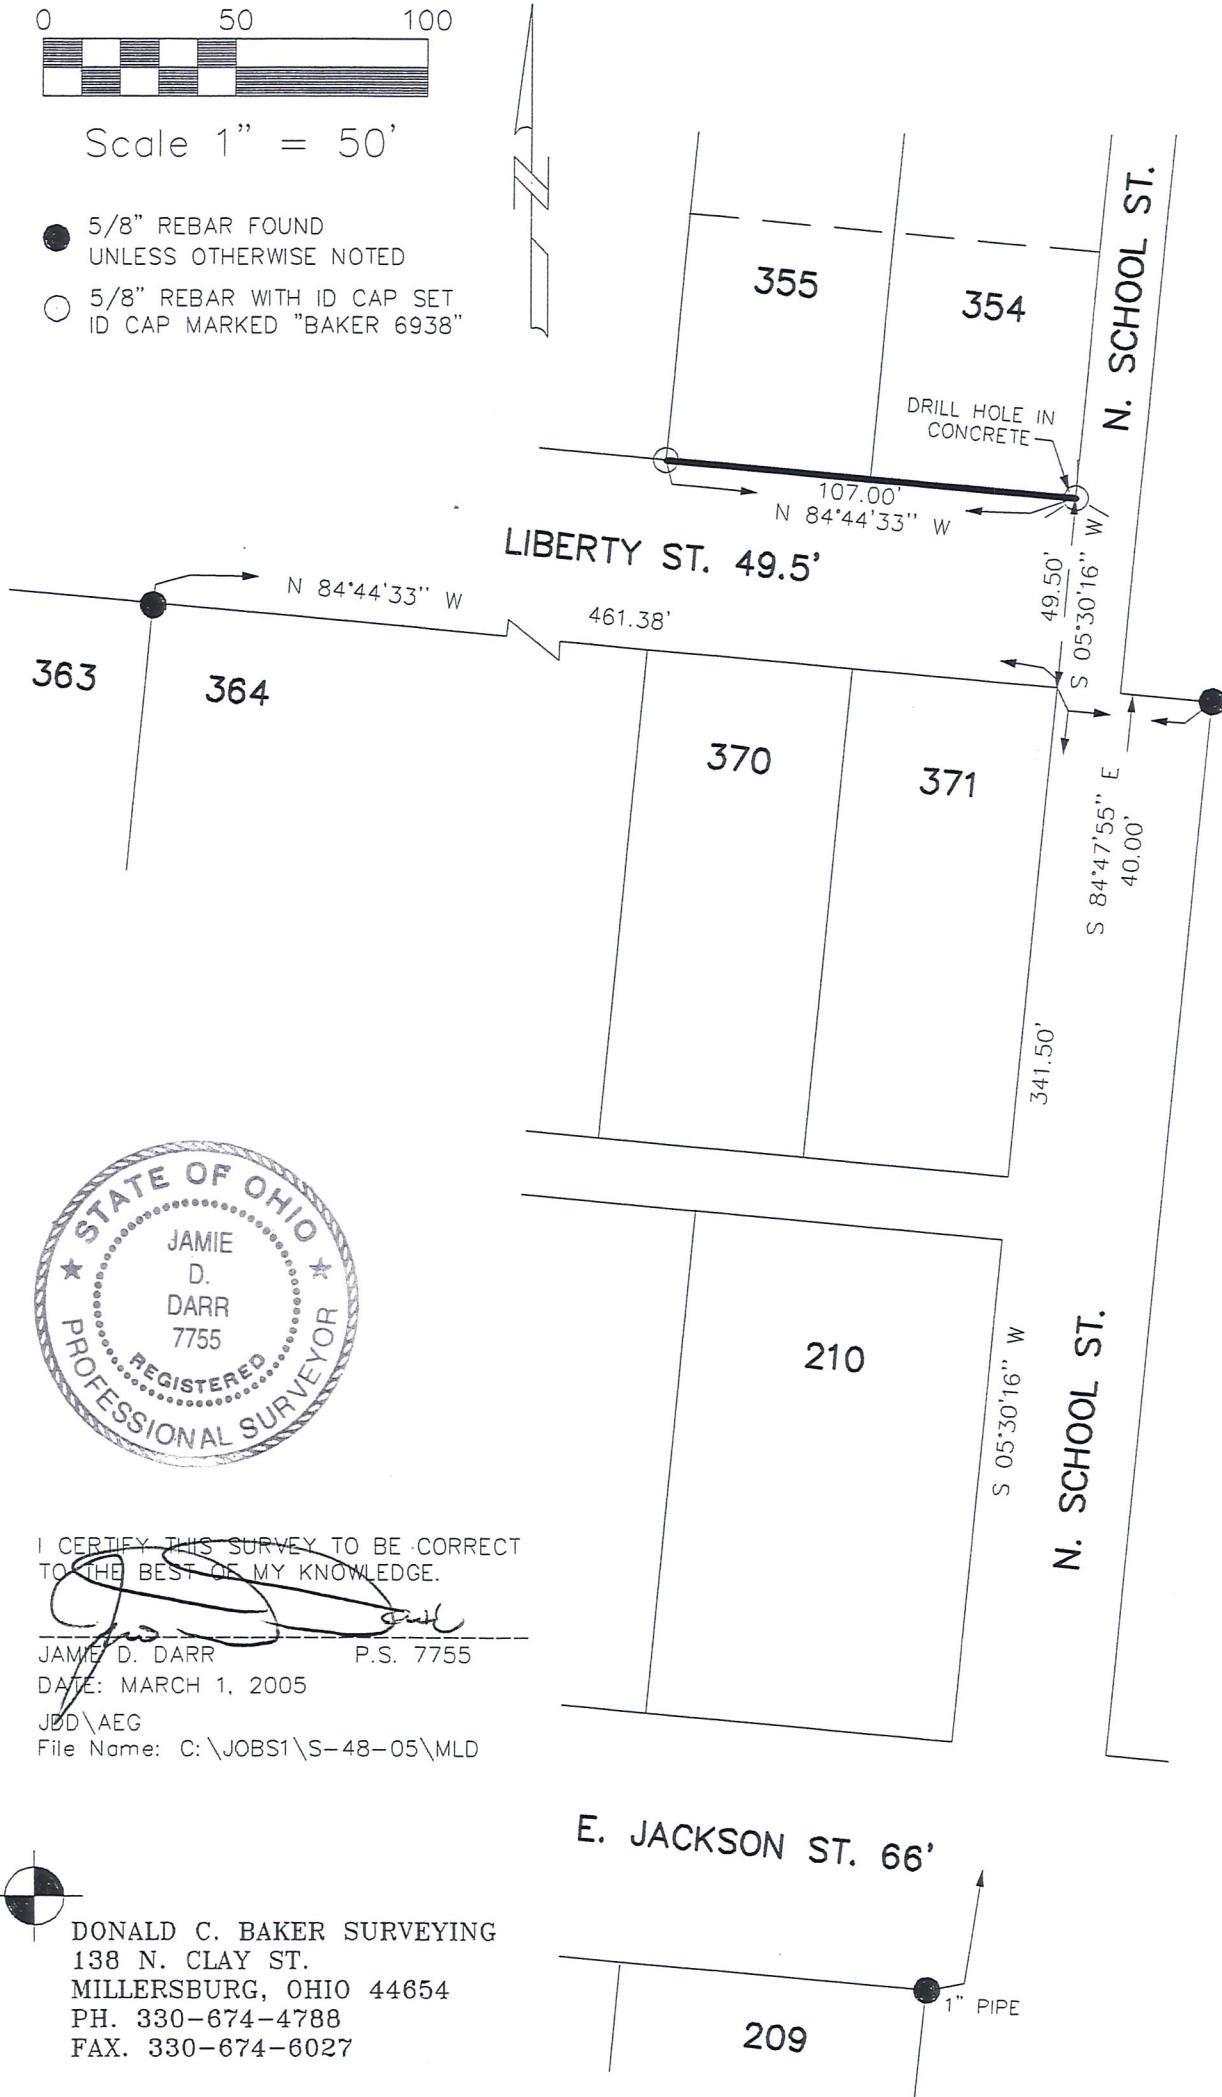 0 50 100
Scale 1" = 50'
N
5/8" REBAR FOUND
UNLESS OTHERWISE NOTED
5/8" REBAR WITH ID CAP SET
ID CAP MARKED "BAKER 6938"
355
354
N. SCHOOL ST.
DRILL HOLE IN
CONCRETE
107.00'
N 84°44'33" W
LIBERTY ST. 49.5'
49.50'
S 05°30'16" W
N 84°44'33" W
461.38'
363
364
370
371
S 84°47'55" E
40.00'
341.50'
STATE OF OHIO
JAMIE
D.
DARR
7755
REGISTERED
PROFESSIONAL SURVEYOR
210
S 05°30'16" W
N. SCHOOL ST.
I CERTIFY THIS SURVEY TO BE CORRECT
TO THE BEST OF MY KNOWLEDGE.
JAMIE D. DARR P.S. 7755
DATE: MARCH 1, 2005
JDD\AEG
File Name: C:\JOBS1\S-48-05\MLD
E. JACKSON ST. 66'
DONALD C. BAKER SURVEYING
138 N. CLAY ST.
MILLERSBURG, OHIO 44654
PH. 330-674-4788
FAX. 330-674-6027
1" PIPE
209